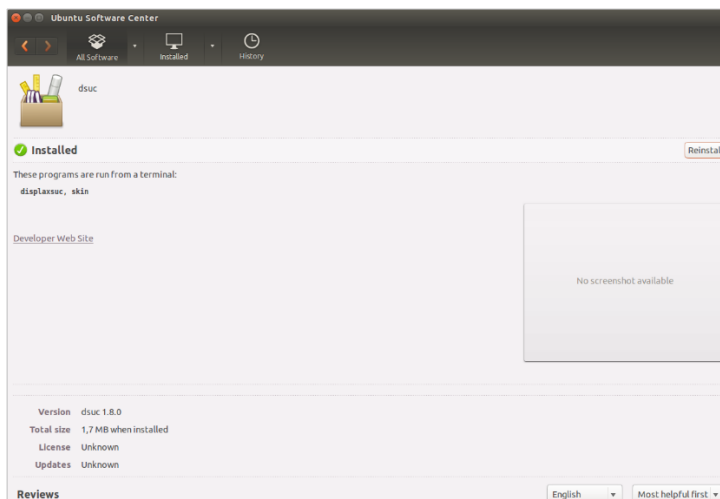 Ubuntu Software Center
All Software Installed History
dsuc
Installed Reinstal
These programs are run from a terminal:
displaxsuc, skin
Developer Web Site
No screenshot available
Version dsuc 1.8.0
Total size 1,7 MB when installed
License Unknown
Updates Unknown
Reviews English Most helpful first